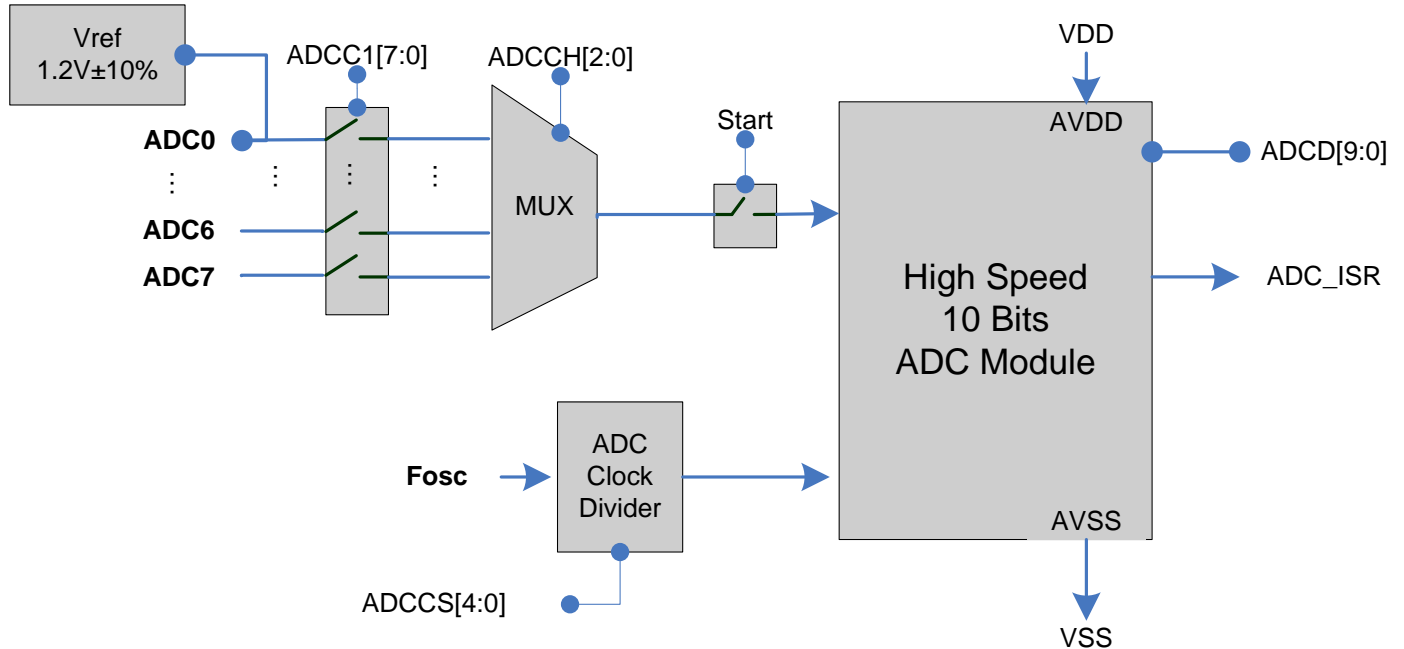 Vref
1.2V±10%
ADCC1[7:0]
ADCCH[2:0]
VDD
Start
AVDD
ADC0
ADCD[9:0]
MUX
ADC6
ADC7
High Speed
10 Bits
ADC Module
ADC_ISR
ADC
Clock
Divider
Fosc
AVSS
ADCCS[4:0]
VSS